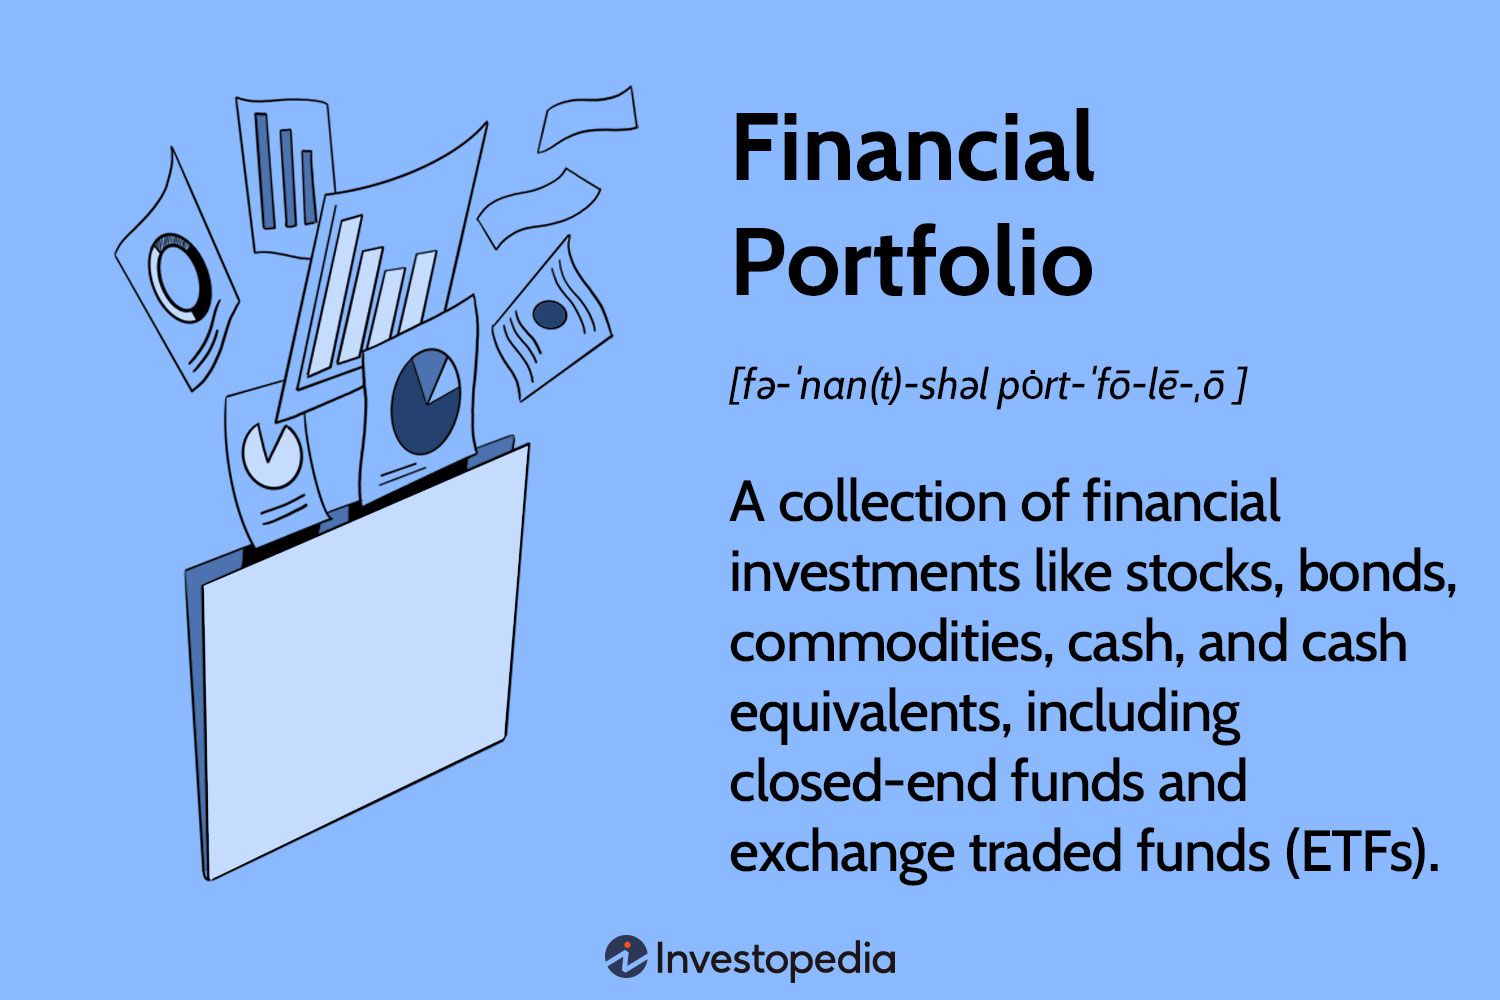 Financial
Portfolio
[fə-ˈnan(t)-shəl pȯrt-ˈfō-lē-ˌō ]
A collection of financial
investments like stocks, bonds,
commodities, cash, and cash
equivalents, including
closed-end funds and
exchange traded funds (ETFs).
Investopedia